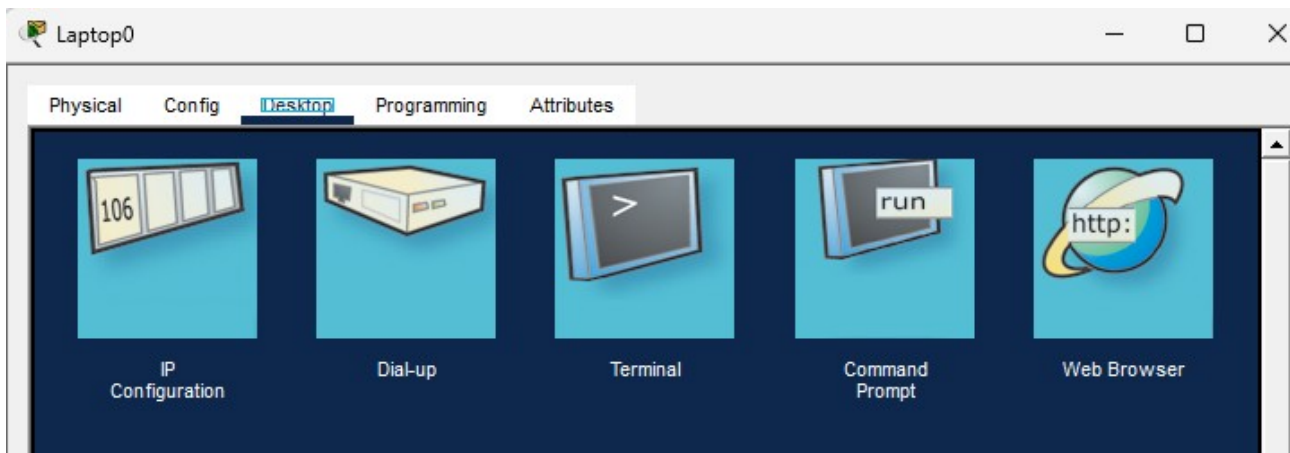 Laptop0
Physical Config Desktop Programming Attributes
106
>
run
http:
IP
Configuration
Dial-up
Terminal
Command
Prompt
Web Browser